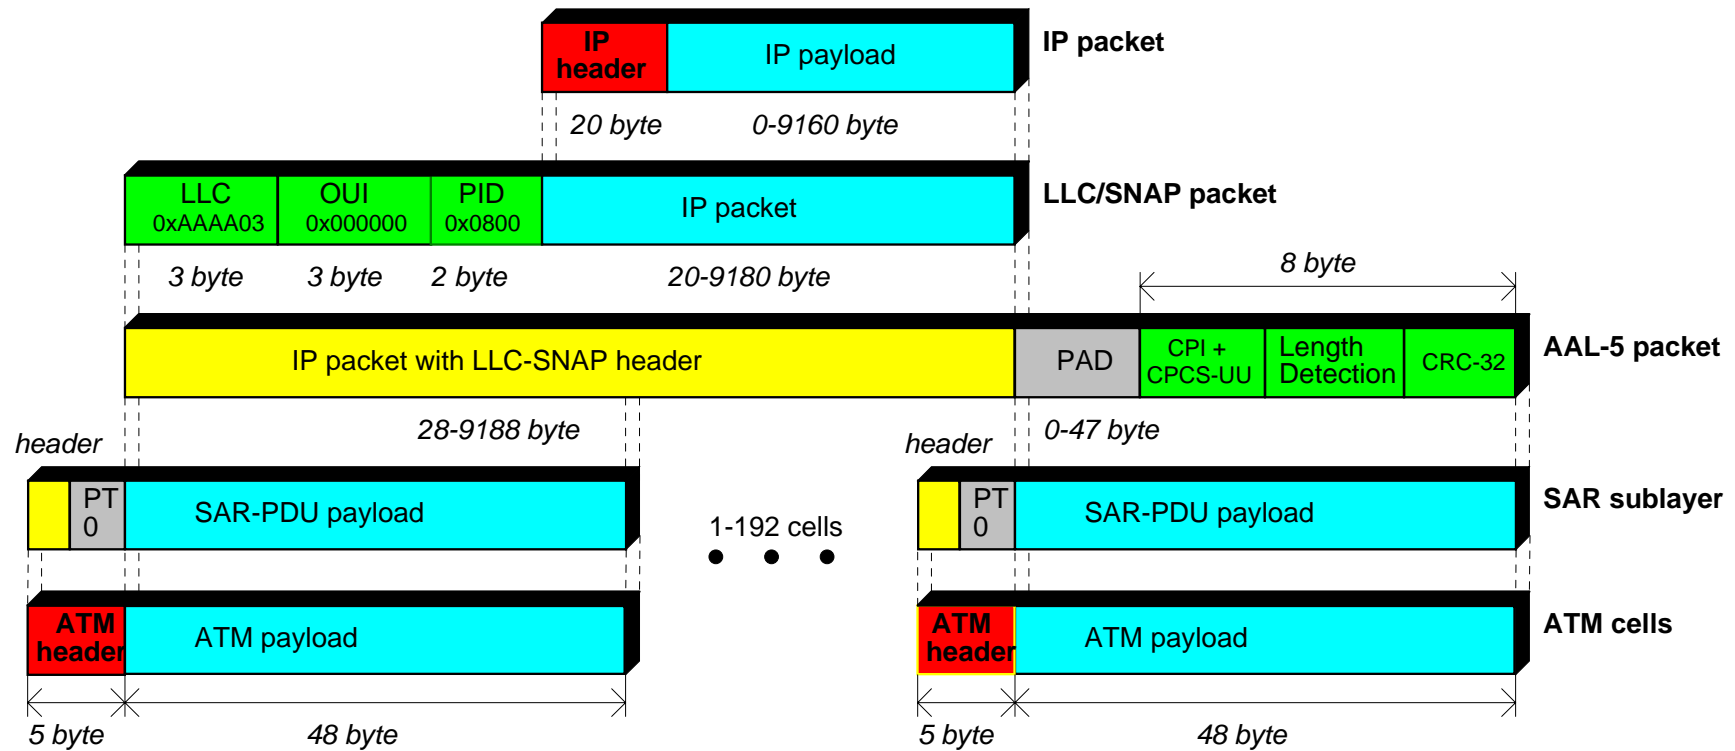 IP
header
IP payload
IP packet
20 byte
0-9160 byte
LLC
0xAAAA03
OUI
0x000000
PID
0x0800
IP packet
LLC/SNAP packet
3 byte
3 byte
2 byte
20-9180 byte
8 byte
IP packet with LLC-SNAP header
PAD
CPI +
CPCS-UU
Length
Detection
CRC-32
AAL-5 packet
28-9188 byte
0-47 byte
header
PT
0
SAR-PDU payload
1-192 cells
header
PT
0
SAR-PDU payload
SAR sublayer
ATM
header
ATM payload
ATM
header
ATM payload
ATM cells
5 byte
48 byte
5 byte
48 byte